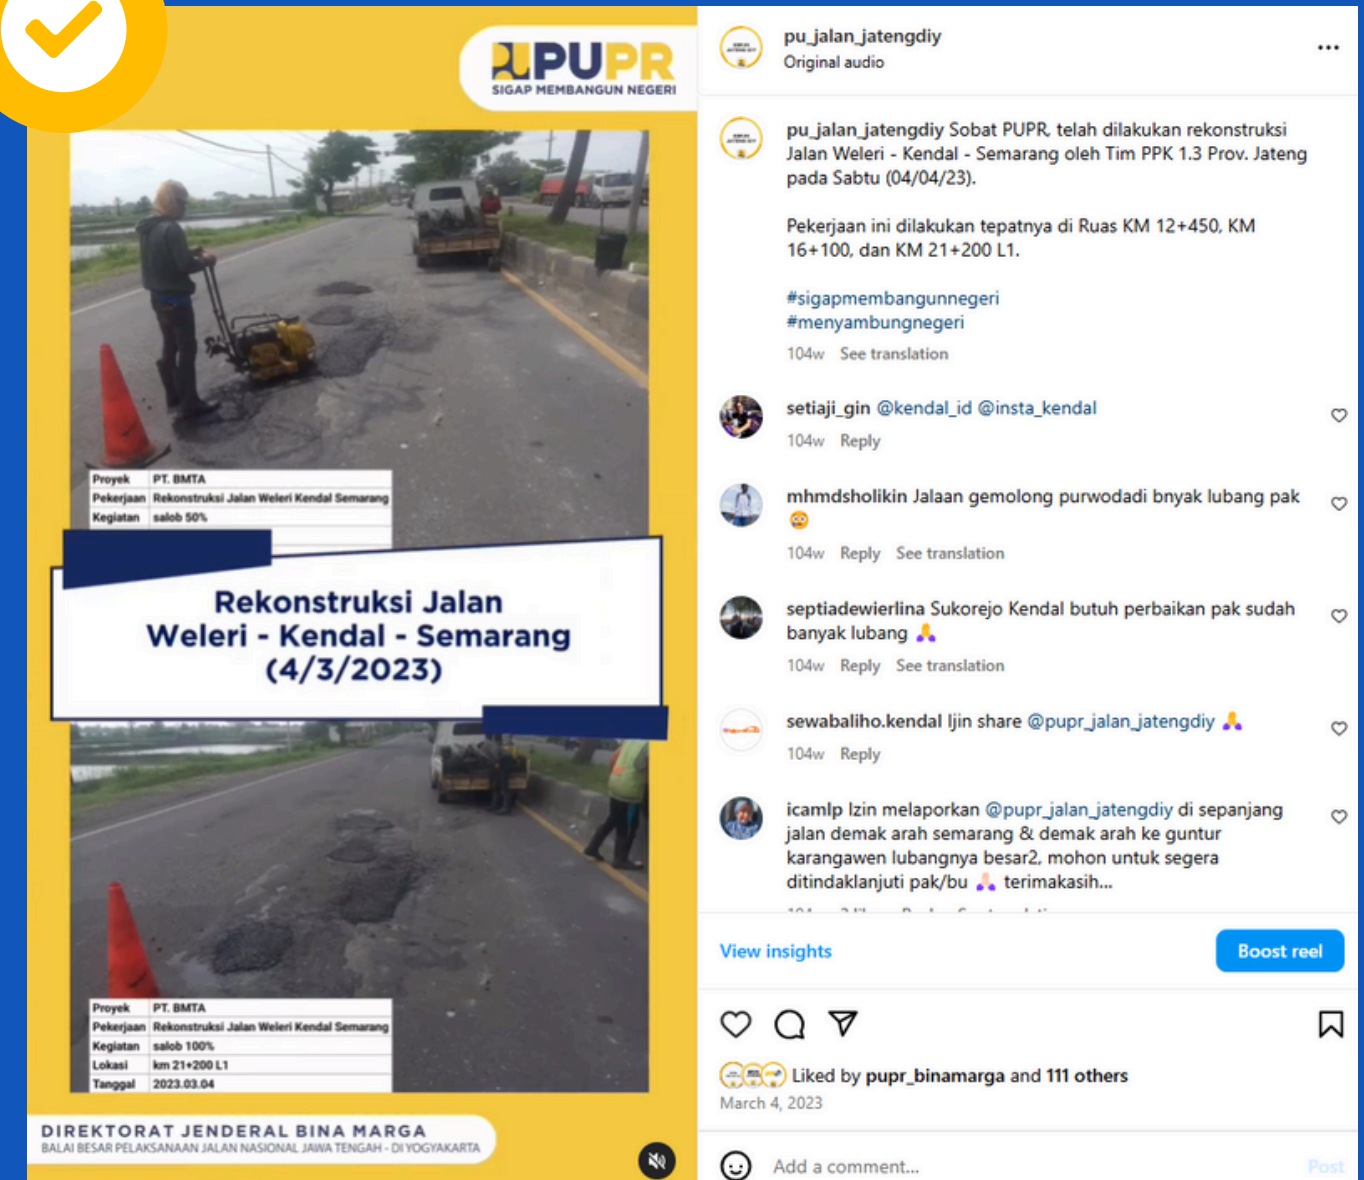 PUPR
SIGAP MEMBANGUN NEGERI
Proyek PT. BMTA
Pekerjaan Rekonstruksi Jalan Weleri Kendal Semarang
Kegiatan salob 50%
Rekonstruksi Jalan
Weleri - Kendal - Semarang
(4/3/2023)
Proyek PT. BMTA
Pekerjaan Rekonstruksi Jalan Weleri Kendal Semarang
Kegiatan salob 100%
Lokasi km 21+200 L1
Tanggal 2023.03.04
DIREKTORAT JENDERAL BINA MARGA
BALAI BESAR PELAKSANAAN JALAN NASIONAL JAWA TENGAH - DI YOGYAKARTA
pu_jalan_jatengdiy
Original audio
pu_jalan_jatengdiy Sobat PUPR, telah dilakukan rekonstruksi
Jalan Weleri - Kendal - Semarang oleh Tim PPK 1.3 Prov. Jateng
pada Sabtu (04/04/23).
Pekerjaan ini dilakukan tepatnya di Ruas KM 12+450, KM
16+100, dan KM 21+200 L1.
#sigapmembangunnegeri
#menyambungnegeri
104w See translation
setiaji_gin @kendal_id @insta_kendal
104w Reply
mhmdsholikin Jalaan gemolong purwodadi bnyak lubang pak
😢
104w Reply See translation
septiadewierlina Sukorejo Kendal butuh perbaikan pak sudah
banyak lubang 🙏
104w Reply See translation
sewabaliho.kendal Ijin share @pupr_jalan_jatengdiy 🙏
104w Reply
icamlp Izin melaporkan @pupr_jalan_jatengdiy di sepanjang
jalan demak arah semarang & demak arah ke guntur
karangawen lubangnya besar2, mohon untuk segera
ditindaklanjuti pak/bu 🙏 terimakasih...
View insights
Boost reel
Liked by pupr_binamarga and 111 others
March 4, 2023
Add a comment...
Post